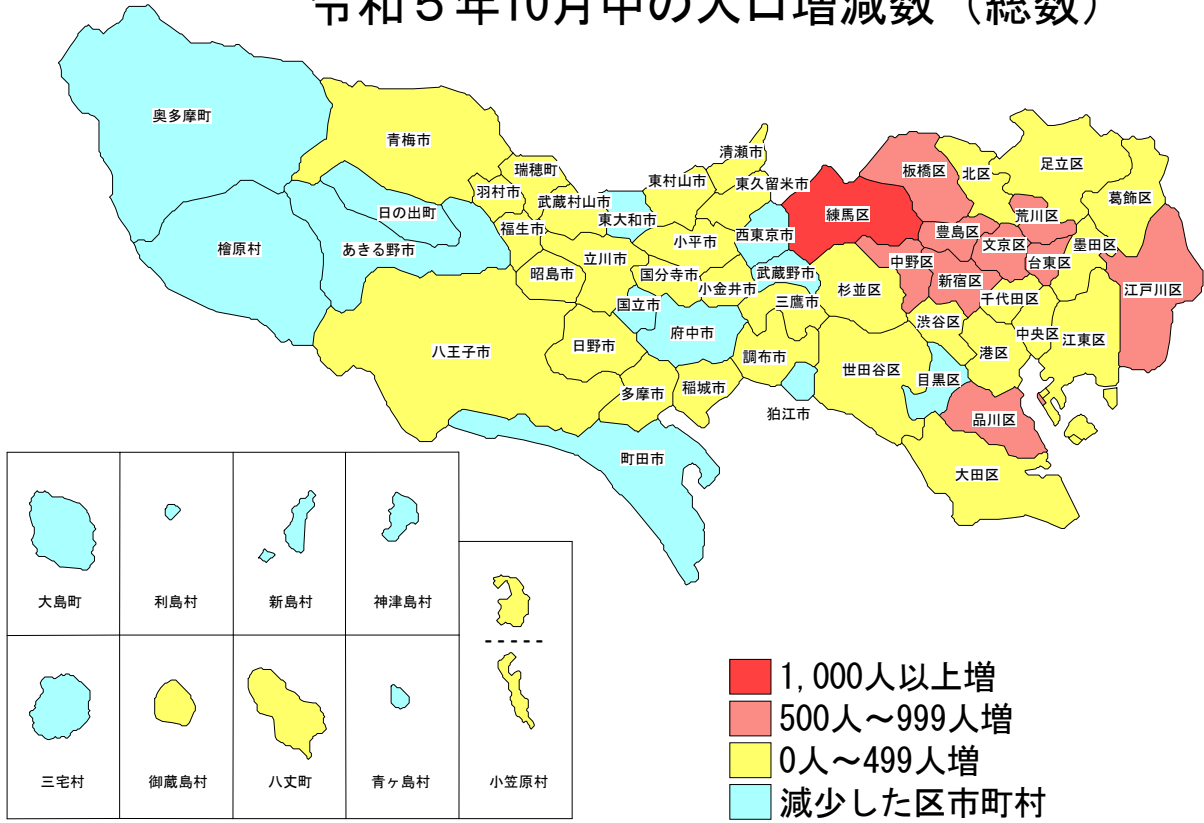 令和５年10月中の人口増減数（総数）
奥多摩町
青梅市
瑞穂町
羽村市
武蔵村山市
東村山市
清瀬市
東久留米市
練馬区
板橋区
北区
足立区
葛飾区
日の出町
檜原村
あきる野市
福生市
東大和市
小平市
西東京市
豊島区
荒川区
文京区
墨田区
台東区
江戸川区
昭島市
立川市
国分寺市
小金井市
武蔵野市
三鷹市
杉並区
中野区
新宿区
千代田区
国立市
府中市
八王子市
日野市
調布市
世田谷区
渋谷区
港区
中央区
江東区
目黒区
多摩市
稲城市
狛江市
品川区
町田市
大田区
大島町
利島村
新島村
神津島村
三宅村
御蔵島村
八丈町
青ヶ島村
小笠原村
1,000人以上増
500人～999人増
0人～499人増
減少した区市町村